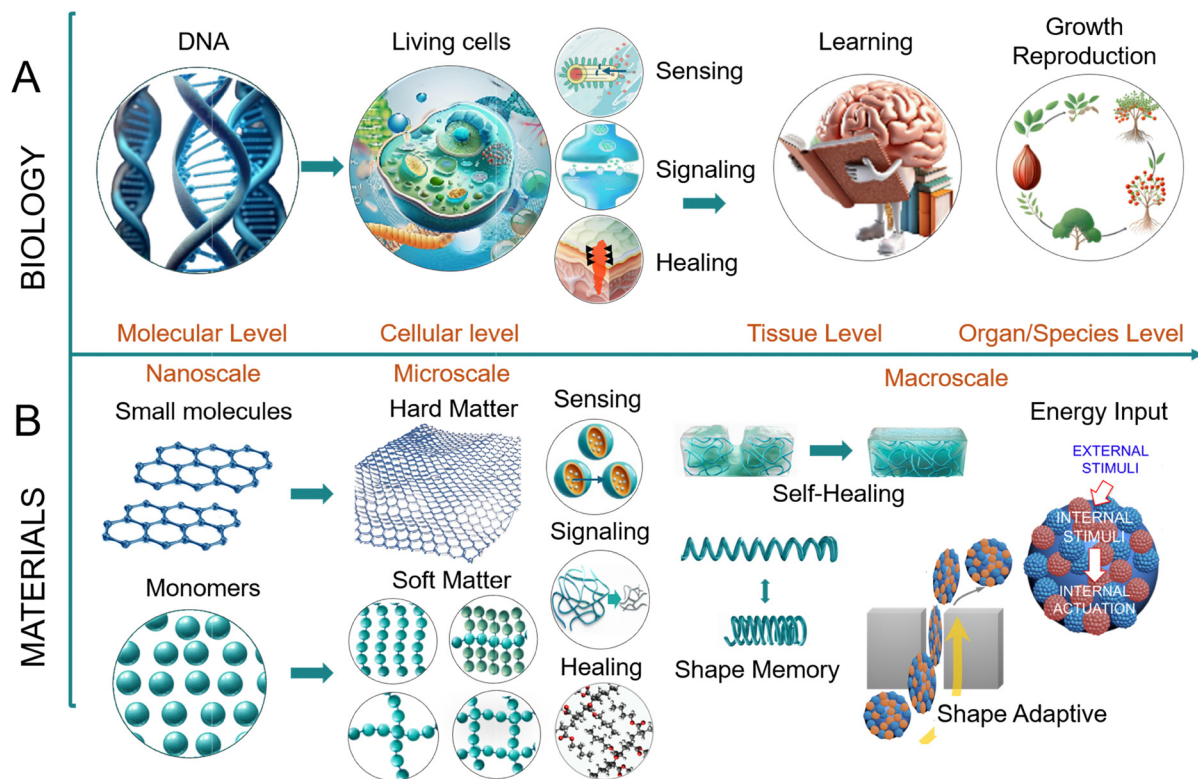 A
BIOLOGY
DNA
Living cells
Sensing
Signaling
Healing
Learning
Growth
Reproduction
Molecular Level
Cellular level
Tissue Level
Organ/Species Level
Nanoscale
Microscale
Macroscale
B
MATERIALS
Small molecules
Hard Matter
Sensing
Signaling
Healing
Monomers
Soft Matter
Self-Healing
Shape Memory
Shape Adaptive
Energy Input
EXTERNAL
STIMULI
INTERNAL
STIMULI
INTERNAL
ACTUATION